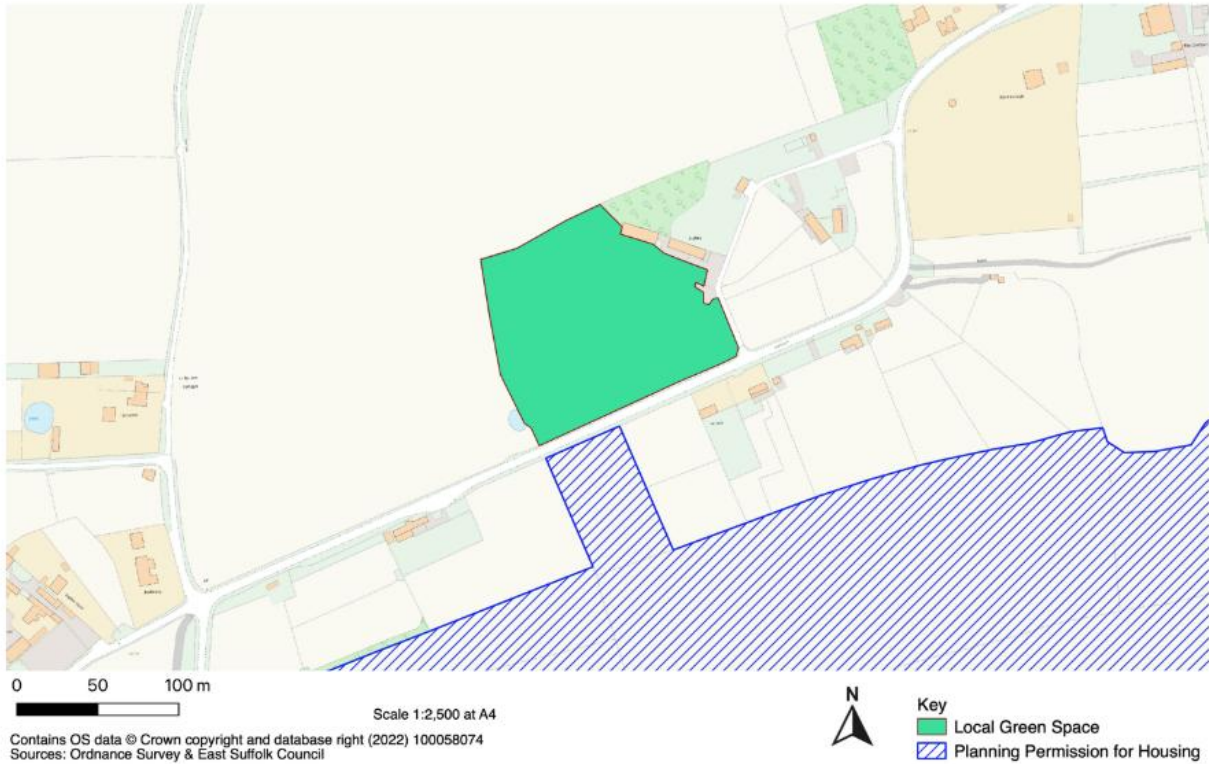 0 50 100 m
Scale 1:2,500 at A4
Contains OS data © Crown copyright and database right (2022) 100058074
Sources: Ordnance Survey & East Suffolk Council
N
Key
Local Green Space
Planning Permission for Housing